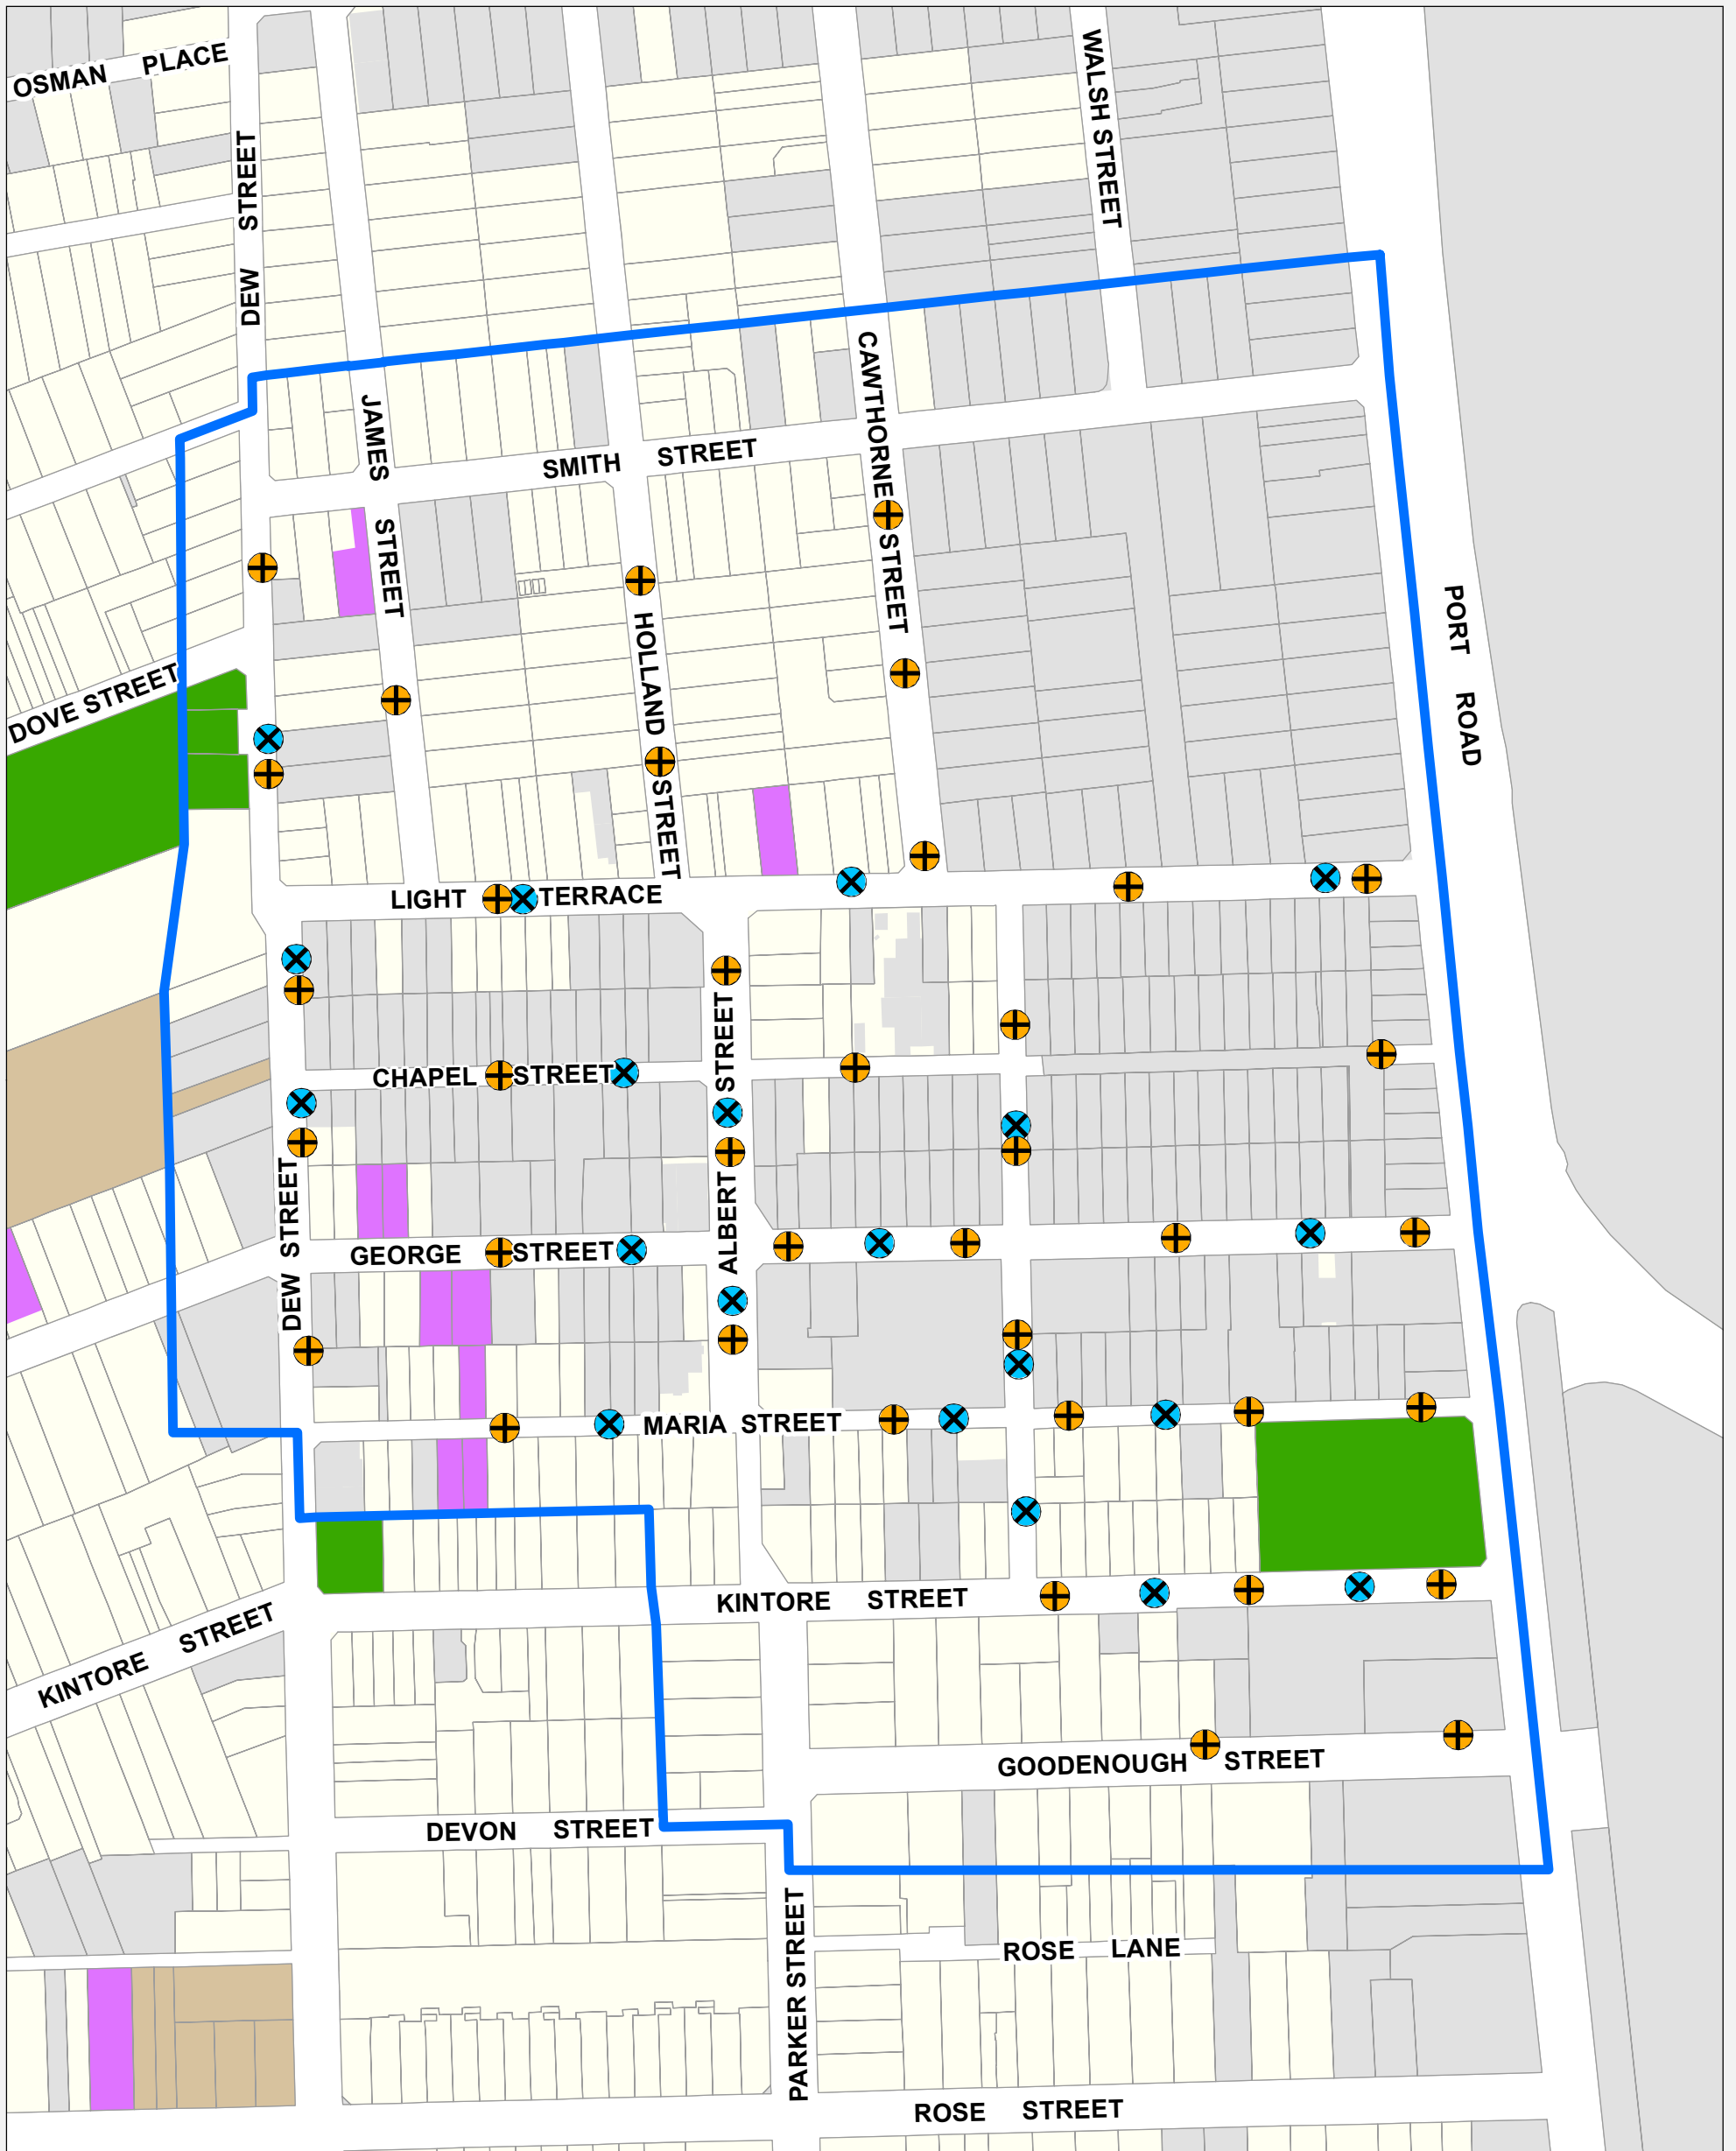 OSMAN PLACE
WALSH STREET
DEW STREET
CAWTHORNE STREET
JAMES STREET
SMITH STREET
PORT ROAD
HOLLAND STREET
DOVE STREET
LIGHT TERRACE
ALBERT STREET
CHAPEL STREET
DEW STREET
GEORGE STREET
MARIA STREET
KINTORE STREET
KINTORE STREET
GOODENOUGH STREET
DEVON STREET
PARKER STREET
ROSE LANE
ROSE STREET